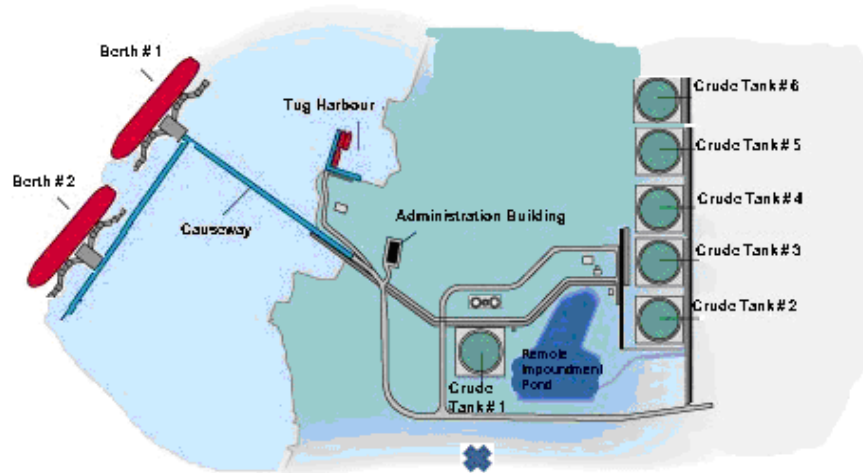 Berth # 1
Crude Tank # 6
Tug Harbour
Crude Tank # 5
Berth # 2
Crude Tank # 4
Administration Building
Causeway
Crude Tank # 3
Crude Tank # 2
Remote
Impoundment
Pond
Crude
Tank # 1